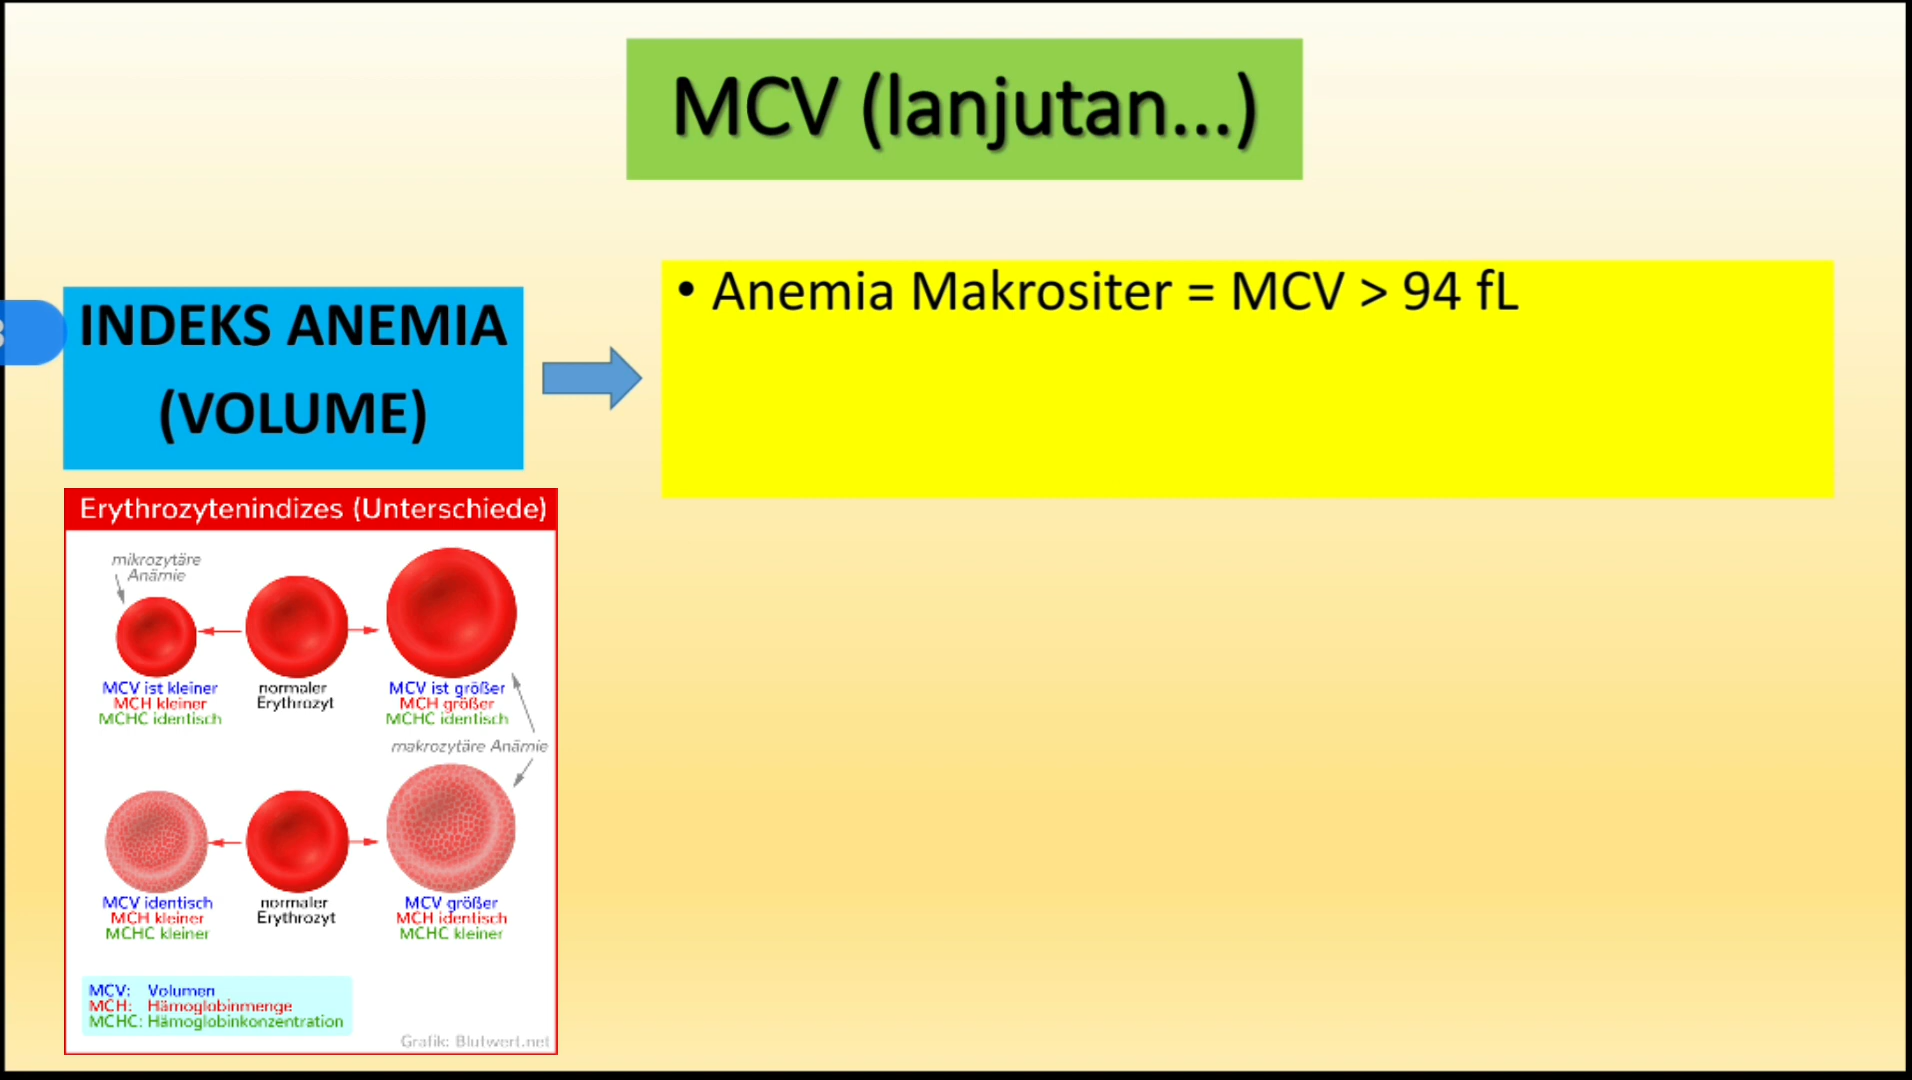 MCV (lanjutan...)
INDEKS ANEMIA
(VOLUME)
• Anemia Makrositer = MCV > 94 fL
Erythrozytenindizes (Unterschiede)
mikrozytäre
Anämie
MCV ist kleiner
MCH kleiner
MCHC identisch
normaler
Erythrozyt
MCV ist größer
MCH größer
MCHC identisch
makrozytäre Anämie
MCV identisch
MCH kleiner
MCHC kleiner
normaler
Erythrozyt
MCV größer
MCH identisch
MCHC kleiner
MCV: Volumen
MCH: Hämoglobinmenge
MCHC: Hämoglobinkonzentration
Grafik: Blutwert.net